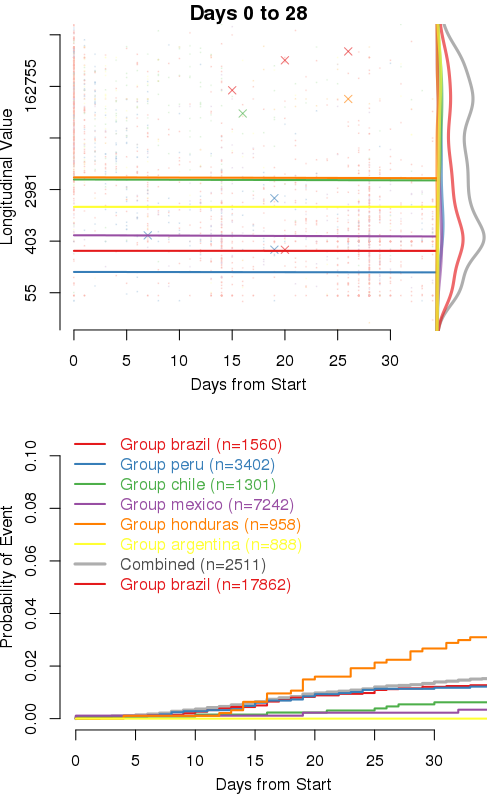 Days 0 to 28
Longitudinal Value
162755
2981
403
55
0 5 10 15 20 25 30
Days from Start
Probability of Event
0.10
0.08
0.06
0.04
0.02
0.00
Group brazil (n=1560)
Group peru (n=3402)
Group chile (n=1301)
Group mexico (n=7242)
Group honduras (n=958)
Group argentina (n=888)
Combined (n=2511)
Group brazil (n=17862)
0 5 10 15 20 25 30
Days from Start